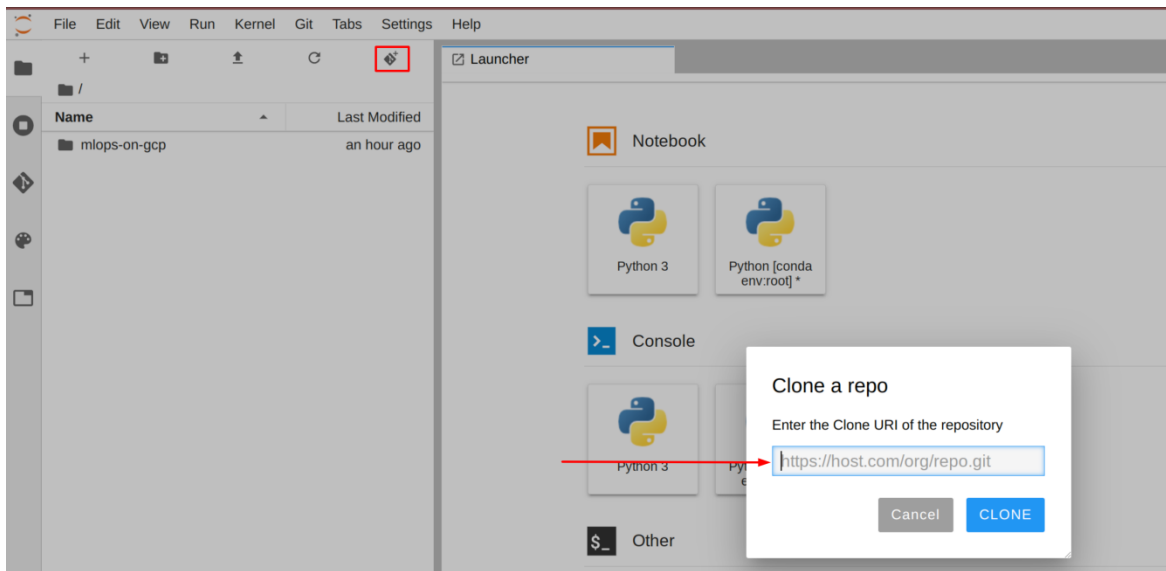 File Edit View Run Kernel Git Tabs Settings Help
Launcher
/
Name Last Modified
mlops-on-gcp an hour ago
Notebook
Python 3
Python [conda
env:root] *
Console
Python 3
Clone a repo
Enter the Clone URI of the repository
https://host.com/org/repo.git
Cancel CLONE
$_ Other